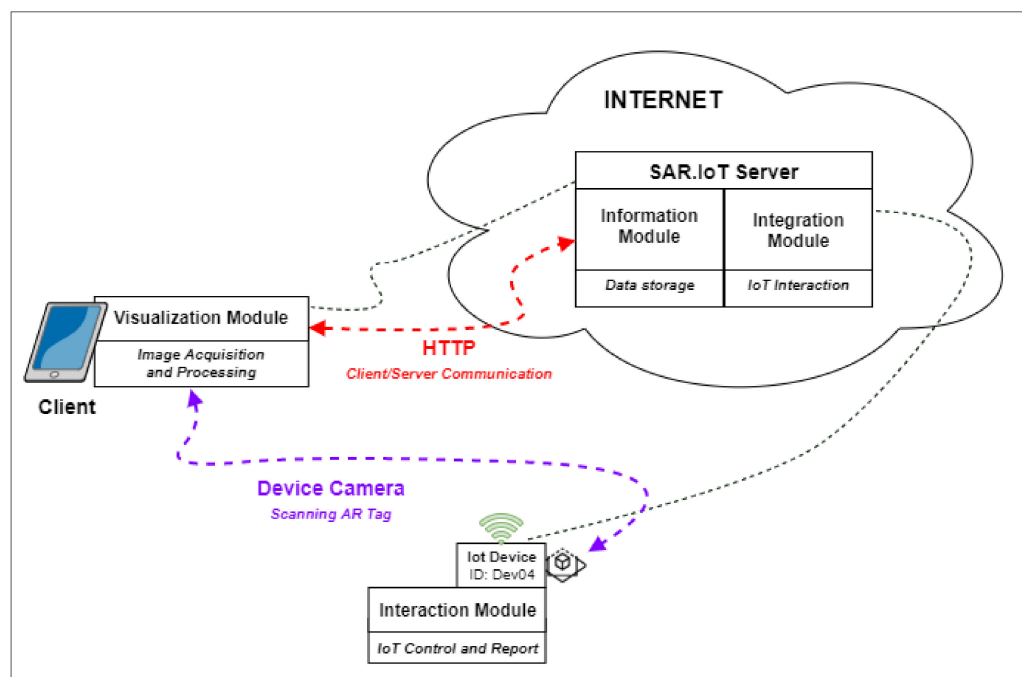 INTERNET
SAR.IoT Server
Information
Module
Integration
Module
Data storage
IoT Interaction
Visualization Module
Image Acquisition
and Processing
Client
HTTP
Client/Server Communication
Device Camera
Scanning AR Tag
Iot Device
ID: Dev04
Interaction Module
IoT Control and Report